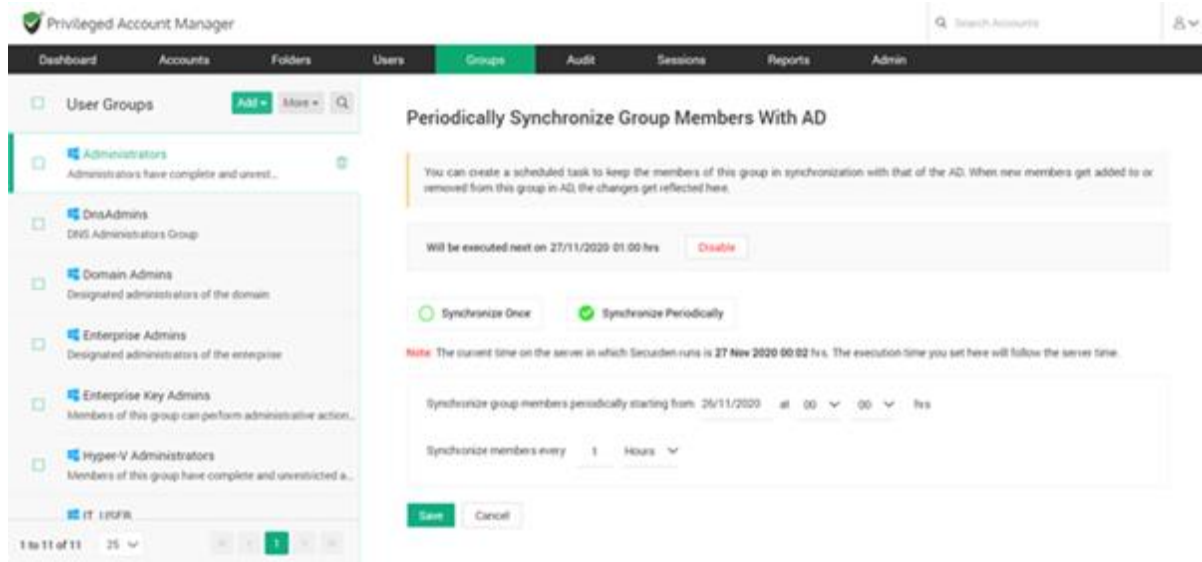 Privileged Account Manager
Search Accounts
Dashboard Accounts Folders Users Groups Audit Sessions Reports Admin
User Groups Add More
Administrators
Administrators have complete and unrest...
DnsAdmins
DNS Administrators Group
Domain Admins
Designated administrators of the domain
Enterprise Admins
Designated administrators of the enterprise
Enterprise Key Admins
Members of this group can perform administrative action...
Hyper-V Administrators
Members of this group have complete and unrestricted a...
IT_USER
1 to 11 of 11 25 1
Periodically Synchronize Group Members With AD
You can create a scheduled task to keep the members of this group in synchronization with that of the AD. When new members get added to or
removed from this group in AD, the changes get reflected here.
Will be executed next on 27/11/2020 01:00 hrs Disable
Synchronize Once Synchronize Periodically
Note: The current time on the server in which Securden runs is 27 Nov 2020 00:02 hrs. The execution time you set here will follow the server time.
Synchronize group members periodically starting from 26/11/2020 at 00 00 hrs
Synchronize members every 1 Hours
Save Cancel